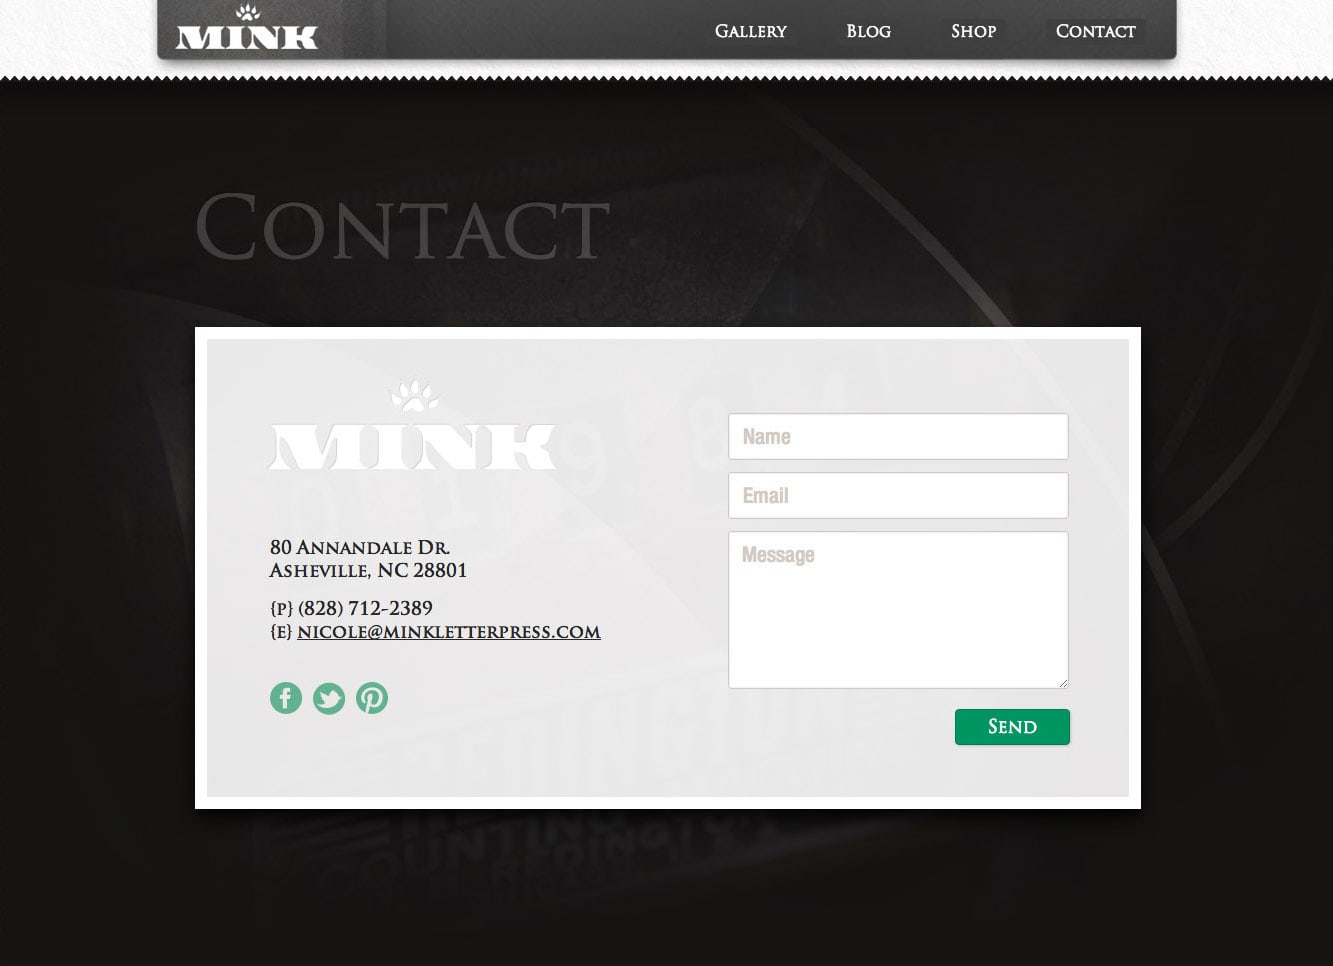 MINK
Gallery Blog Shop Contact
Contact
MINK
80 Annandale Dr.
Asheville, NC 28801
{P} (828) 712-2389
{E} nicole@minkletterpress.com
Name
Email
Message
Send
COUNTING